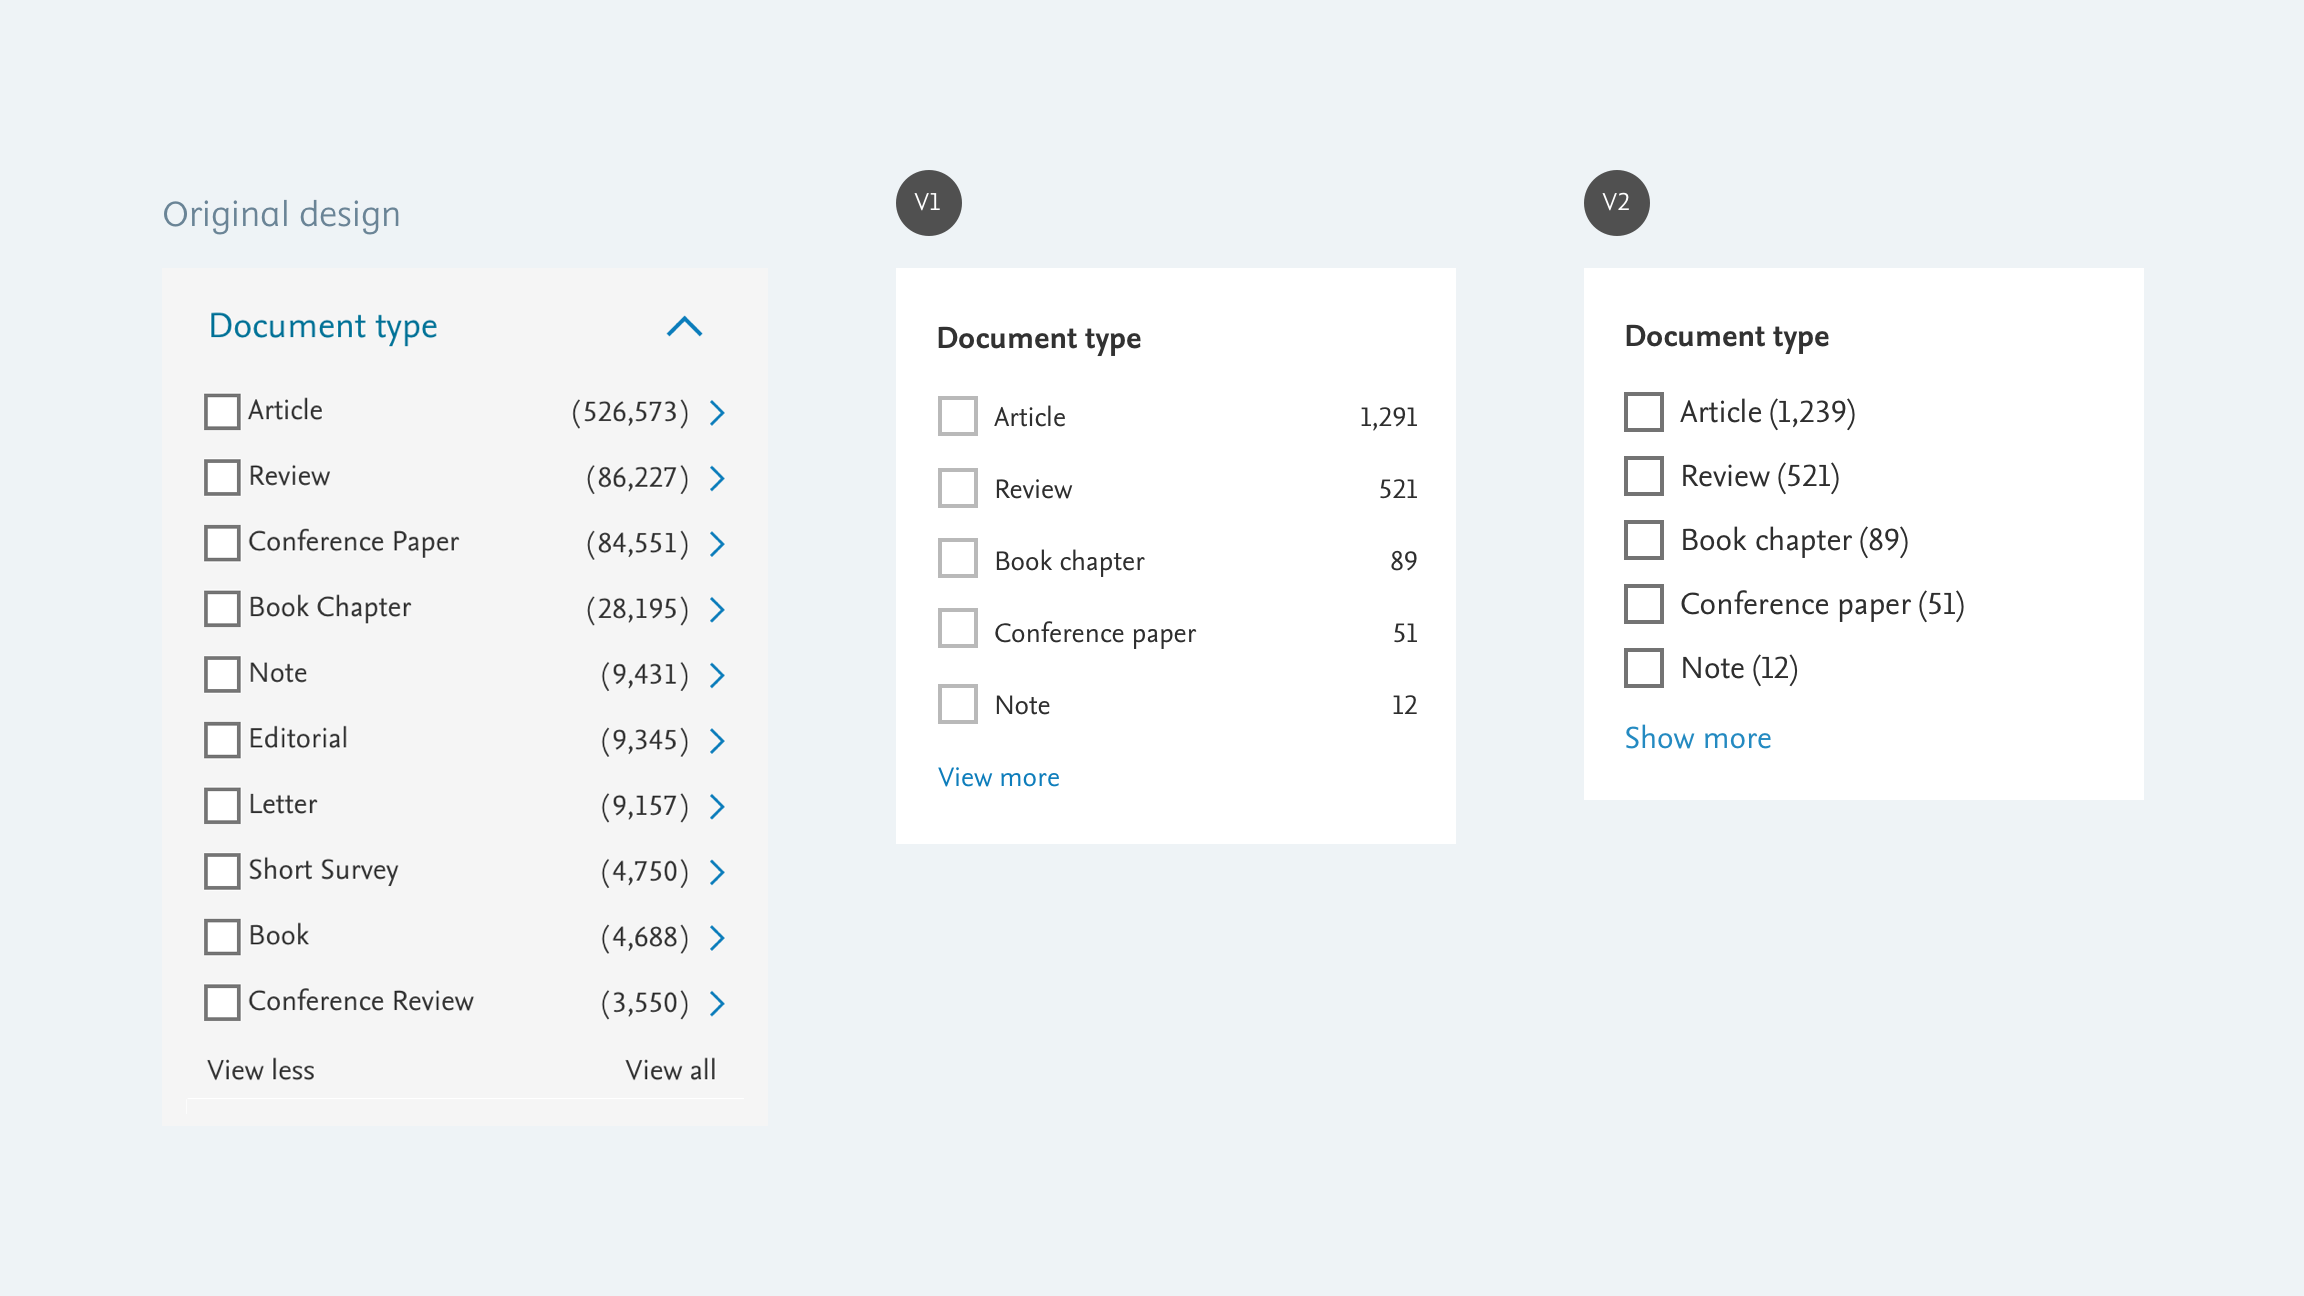 Original design
Document type
Article (526,573)
Review (86,227)
Conference Paper (84,551)
Book Chapter (28,195)
Note (9,431)
Editorial (9,345)
Letter (9,157)
Short Survey (4,750)
Book (4,688)
Conference Review (3,550)
View less View all
V1
Document type
Article 1,291
Review 521
Book chapter 89
Conference paper 51
Note 12
View more
V2
Document type
Article (1,239)
Review (521)
Book chapter (89)
Conference paper (51)
Note (12)
Show more